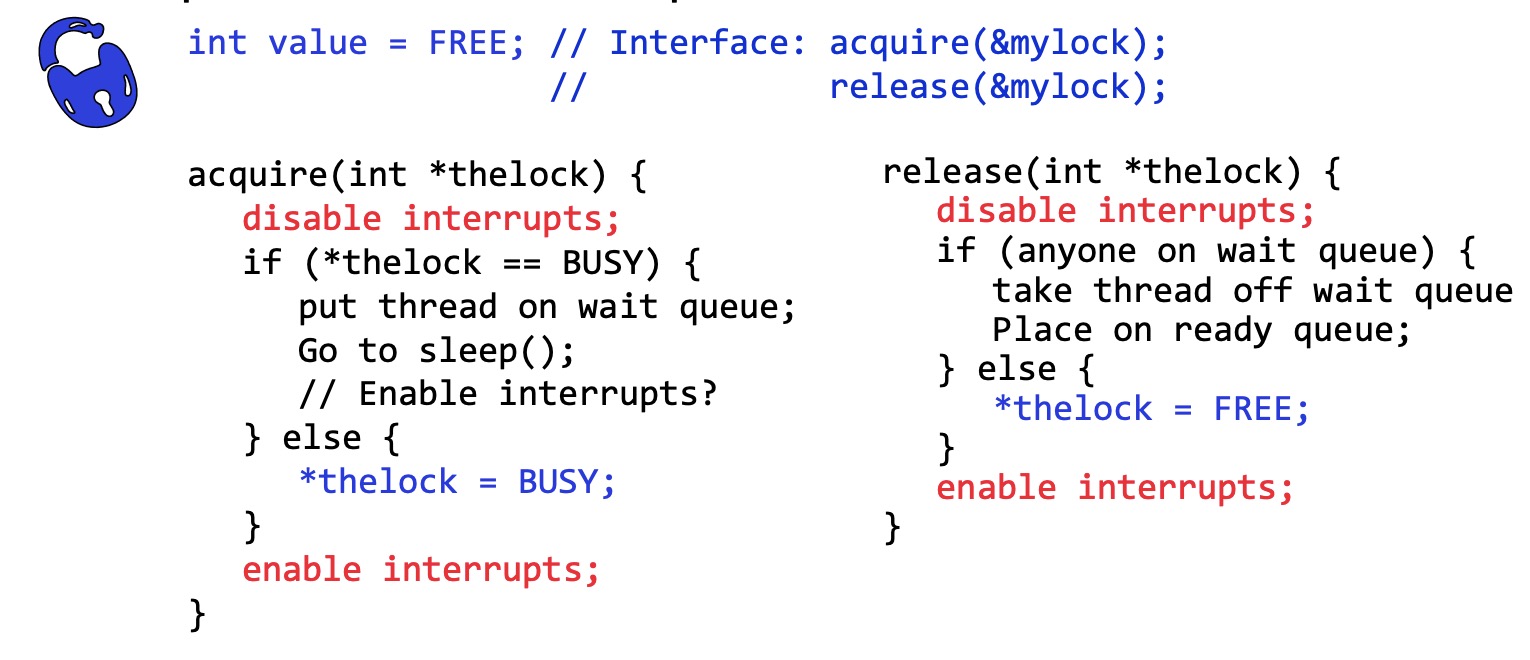 int value = FREE; // Interface: acquire(&mylock);
// release(&mylock);
acquire(int *thelock) {
disable interrupts;
if (*thelock == BUSY) {
put thread on wait queue;
Go to sleep();
// Enable interrupts?
} else {
*thelock = BUSY;
}
enable interrupts;
}
release(int *thelock) {
disable interrupts;
if (anyone on wait queue) {
take thread off wait queue
Place on ready queue;
} else {
*thelock = FREE;
}
enable interrupts;
}